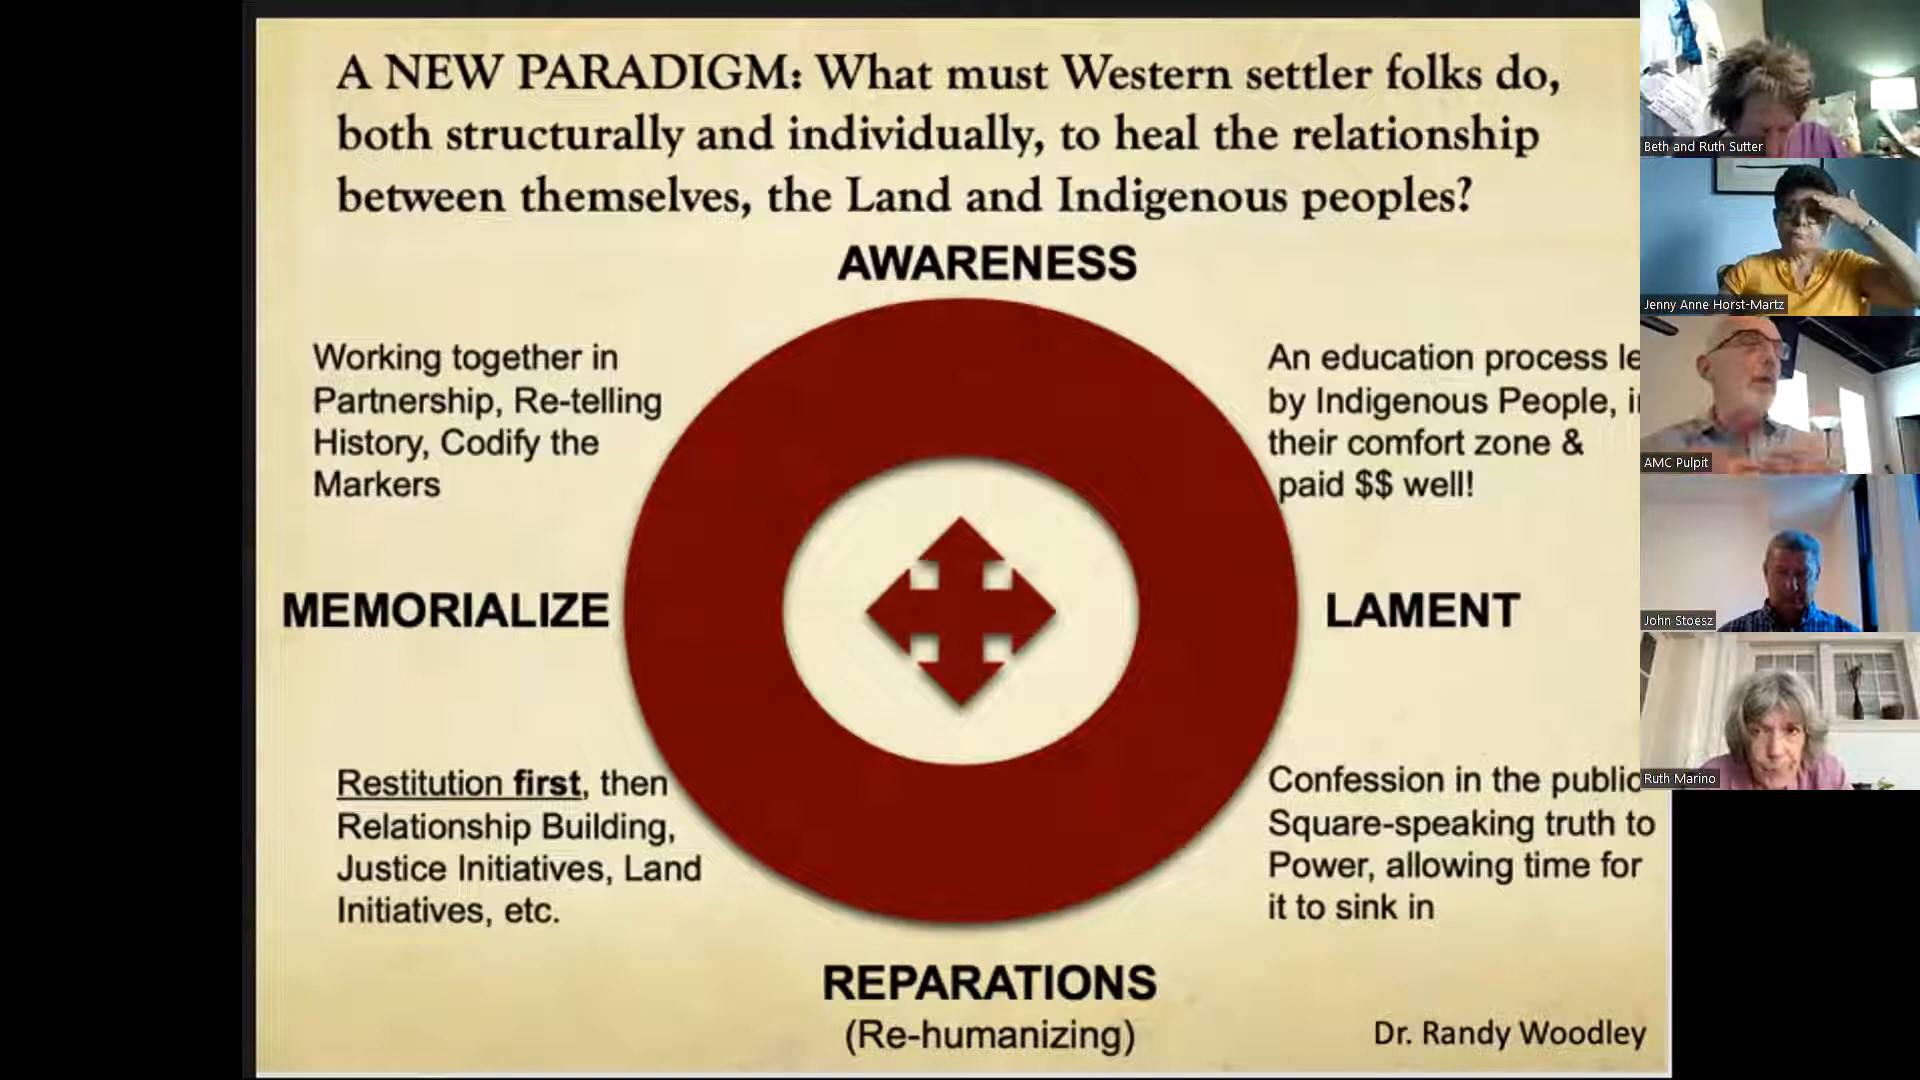 A NEW PARADIGM: What must Western settler folks do,
both structurally and individually, to heal the relationship
between themselves, the Land and Indigenous peoples?
AWARENESS
Working together in
Partnership, Re-telling
History, Codify the
Markers
An education process
by Indigenous People,
their comfort zone &
paid $$ well!
MEMORIALIZE
LAMENT
Restitution first, then
Relationship Building,
Justice Initiatives, Land
Initiatives, etc.
Confession in the public
Square-speaking truth to
Power, allowing time for
it to sink in
REPARATIONS
(Re-humanizing)
Dr. Randy Woodley
Beth and Ruth Sutter
Jenny Anne Horst-Martz
AMC Pulpit
John Stoesz
Ruth Marino